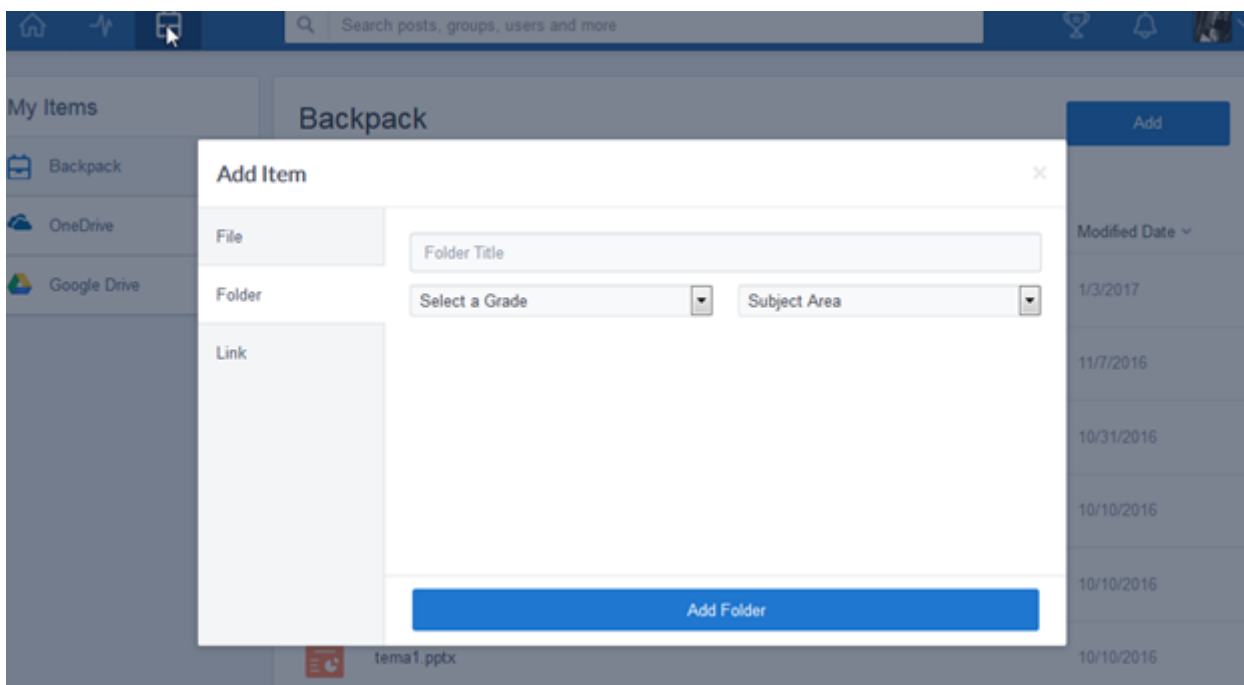 Search posts, groups, users and more
My Items
Backpack
OneDrive
Google Drive
Backpack
Add
Modified Date
1/3/2017
11/7/2016
10/31/2016
10/10/2016
10/10/2016
tema1.pptx
10/10/2016
Add Item
×
File
Folder
Link
Folder Title
Select a Grade
Subject Area
Add Folder